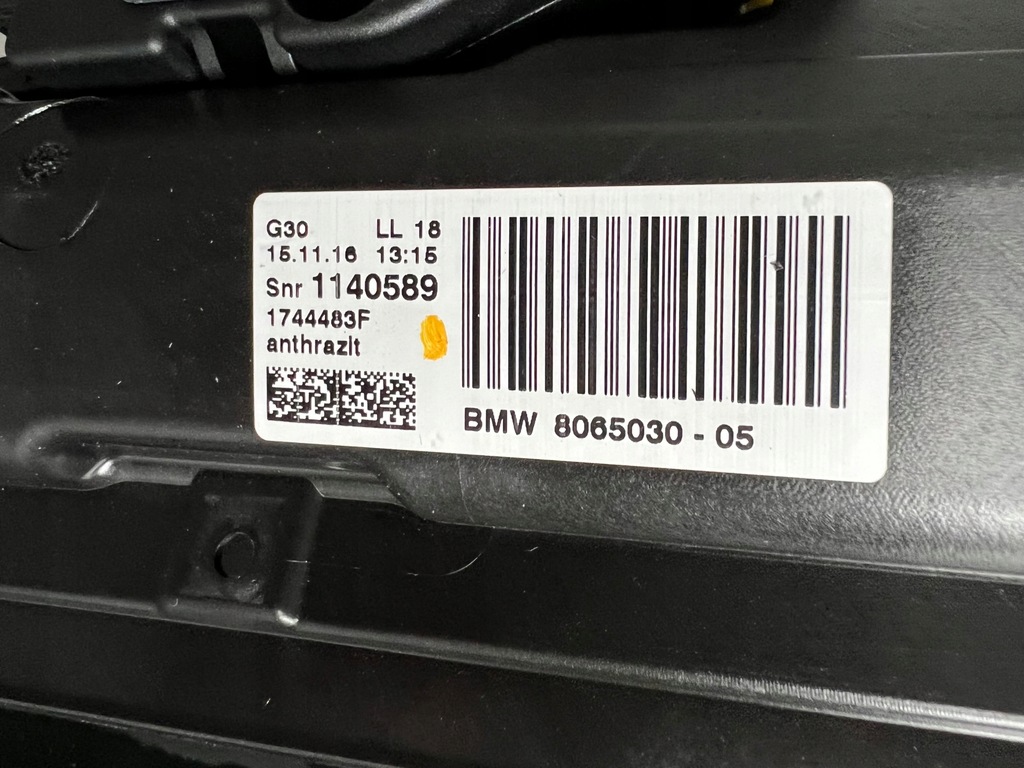 G30 LL 18
15.11.16 13:15
Snr 1140589
1744483F
anthrazit
BMW 8065030 - 05